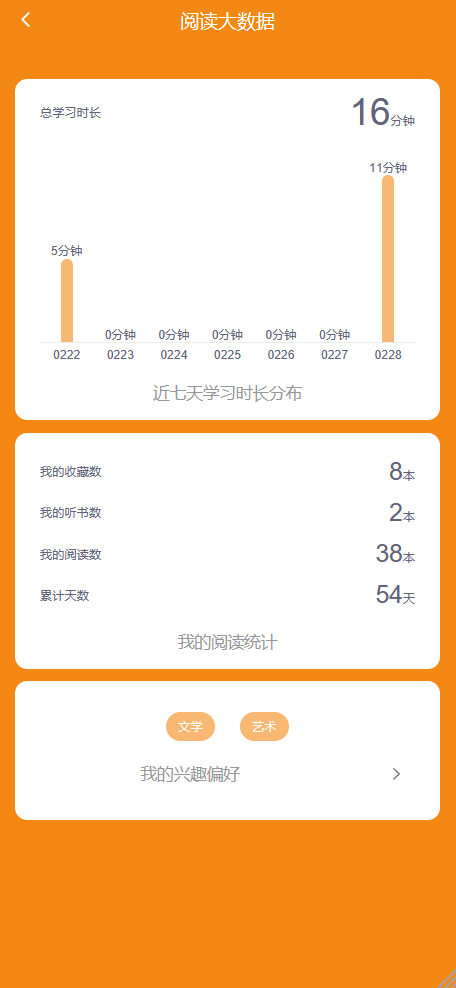 阅读大数据
总学习时长 16分钟
11分钟
5分钟
0分钟 0分钟 0分钟 0分钟 0分钟
0222 0223 0224 0225 0226 0227 0228
近七天学习时长分布
我的收藏数 8本
我的听书数 2本
我的阅读数 38本
累计天数 54天
我的阅读统计
文学 艺术
我的兴趣偏好